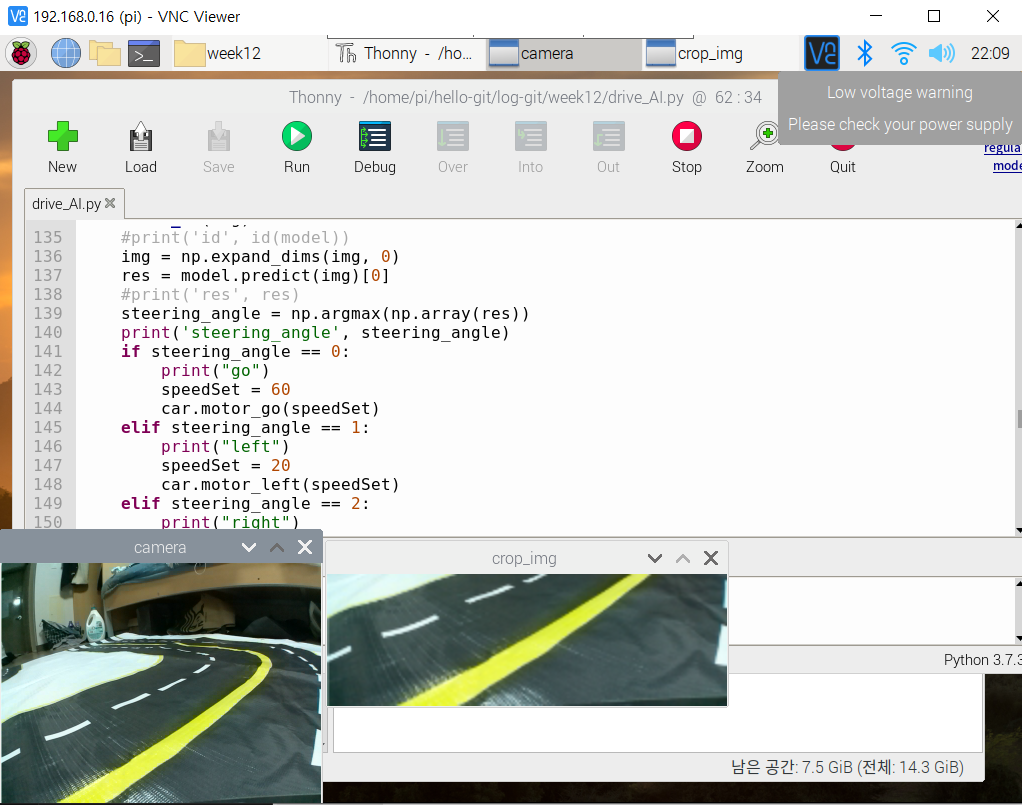 192.168.0.16 (pi) - VNC Viewer
week12
Thonny - /ho...
camera
crop_img
22:09
Thonny - /home/pi/hello-git/log-git/week12/drive_AI.py @ 62 : 34
Low voltage warning
Please check your power supply
New
Load
Save
Run
Debug
Over
Into
Out
Stop
Zoom
Quit
regula
mode
drive_AI.py
135 #print('id', id(model))
136 img = np.expand_dims(img, 0)
137 res = model.predict(img)[0]
138 #print('res', res)
139 steering_angle = np.argmax(np.array(res))
140 print('steering_angle', steering_angle)
141 if steering_angle == 0:
142 print("go")
143 speedSet = 60
144 car.motor_go(speedSet)
145 elif steering_angle == 1:
146 print("left")
147 speedSet = 20
148 car.motor_left(speedSet)
149 elif steering_angle == 2:
150 print("right")
camera
crop_img
Python 3.7.3
남은 공간: 7.5 GiB (전체: 14.3 GiB)